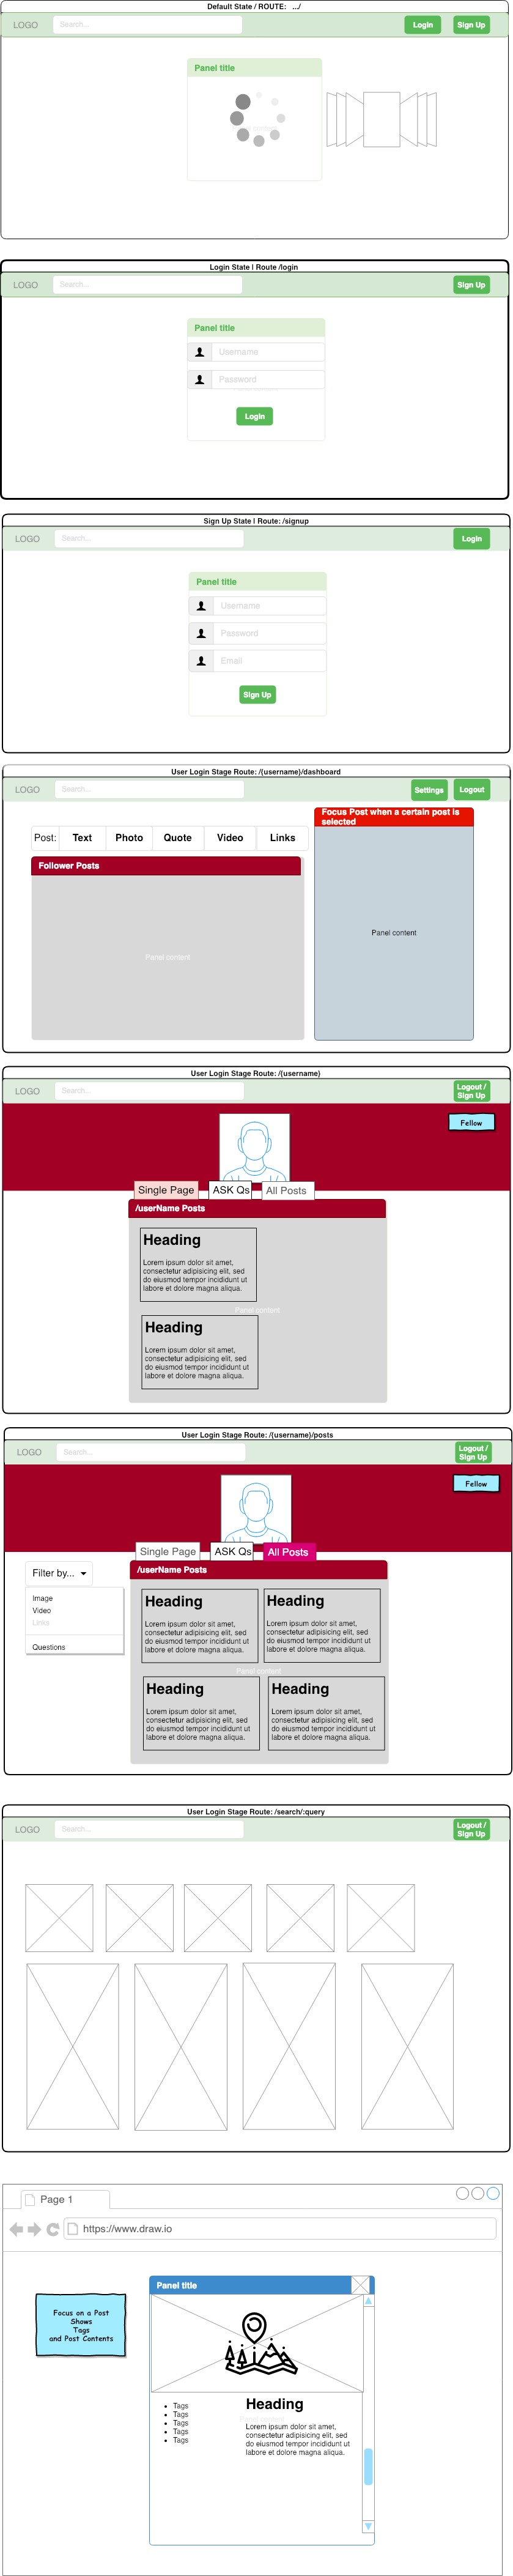 Default State / ROUTE: .../
LOGO
Search...
Login
Sign Up
Panel title
Login State | Route /login
LOGO
Search...
Sign Up
Panel title
Username
Password
Login
Sign Up State | Route: /signup
LOGO
Search...
Login
Panel title
Username
Password
Email
Sign Up
User Login Stage Route: /{username}/dashboard
LOGO
Search...
Settings
Logout
Post:
Text
Photo
Quote
Video
Links
Focus Post when a certain post is
selected
Follower Posts
Panel content
Panel content
User Login Stage Route: /{username}
LOGO
Search...
Logout /
Sign Up
Fellow
Single Page
ASK Qs
All Posts
/userName Posts
Heading
Lorem ipsum dolor sit amet,
consectetur adipisicing elit, sed
do eiusmod tempor incididunt ut
labore et dolore magna aliqua.
Panel content
Heading
Lorem ipsum dolor sit amet,
consectetur adipisicing elit, sed
do eiusmod tempor incididunt ut
labore et dolore magna aliqua.
User Login Stage Route: /{username}/posts
LOGO
Search...
Logout /
Sign Up
Fellow
Single Page
ASK Qs
All Posts
Filter by...
Image
Video
Links
Questions
/userName Posts
Heading
Lorem ipsum dolor sit amet,
consectetur adipisicing elit, sed
do eiusmod tempor incididunt ut
labore et dolore magna aliqua.
Heading
Lorem ipsum dolor sit amet,
consectetur adipisicing elit, sed
do eiusmod tempor incididunt ut
labore et dolore magna aliqua.
Panel content
Heading
Lorem ipsum dolor sit amet,
consectetur adipisicing elit, sed
do eiusmod tempor incididunt ut
labore et dolore magna aliqua.
Heading
Lorem ipsum dolor sit amet,
consectetur adipisicing elit, sed
do eiusmod tempor incididunt ut
labore et dolore magna aliqua.
User Login Stage Route: /search/:query
LOGO
Search...
Logout /
Sign Up
Page 1
https://www.draw.io
Focus on a Post
Shows
Tags
and Post Contents
Panel title
Tags
Tags
Tags
Tags
Tags
Heading
Lorem ipsum dolor sit amet,
consectetur adipisicing elit, sed
do eiusmod tempor incididunt ut
labore et dolore magna aliqua.